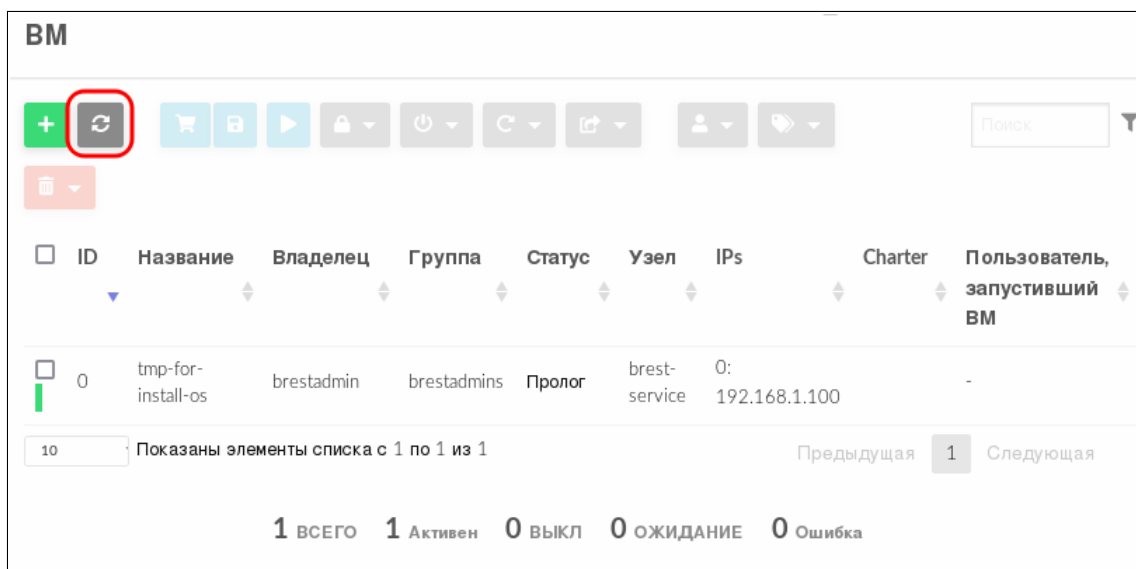 ВМ
Поиск
ID Название Владелец Группа Статус Узел IPs Charter Пользователь,
запустивший
ВМ
0 tmp-for-
install-os brestadmin brestadmins Пролог brest-
service 0:
192.168.1.100 -
10 Показаны элементы списка с 1 по 1 из 1 Предыдущая 1 Следующая
1 ВСЕГО 1 Активен 0 ВЫКЛ 0 ОЖИДАНИЕ 0 Ошибка